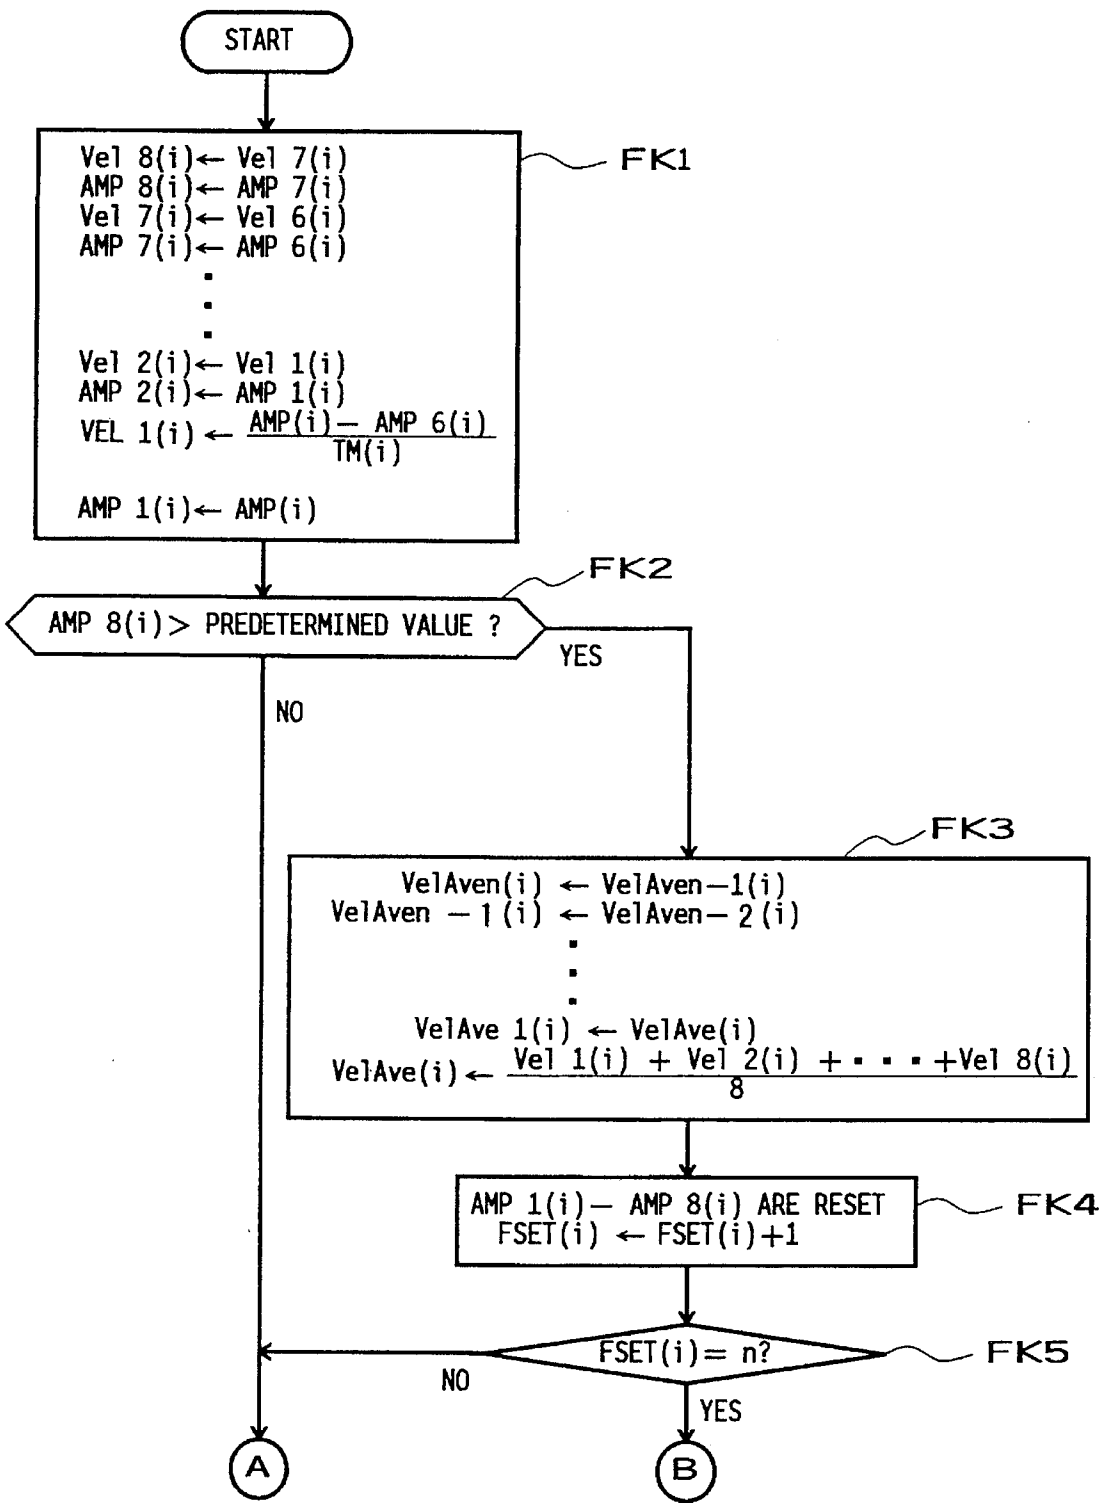 START
FK1
Vel 8(i)← Vel 7(i)
AMP 8(i)← AMP 7(i)
Vel 7(i)← Vel 6(i)
AMP 7(i)← AMP 6(i)
Vel 2(i)← Vel 1(i)
AMP 2(i)← AMP 1(i)
VEL 1(i) ← AMP(i)— AMP 6(i)
TM(i)
AMP 1(i)← AMP(i)
FK2
AMP 8(i)> PREDETERMINED VALUE ?
YES
NO
FK3
VelAven(i) ← VelAven—1(i)
VelAven —1(i) ← VelAven—2(i)
VelAve 1(i) ← VelAve(i)
VelAve(i)← Vel 1(i) + Vel 2(i) +▪ ▪ ▪ +Vel 8(i)
8
FK4
AMP 1(i)— AMP 8(i) ARE RESET
FSET(i) ← FSET(i)+1
FSET(i)= n?
FK5
NO
YES
A
B